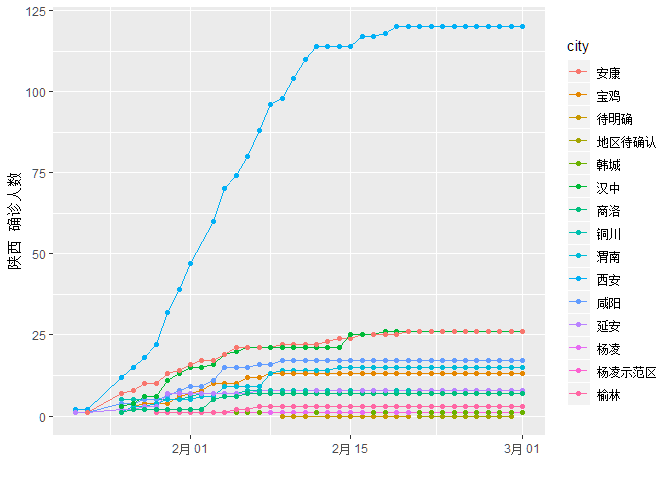 陕西 确诊人数
125
100
75
50
25
0
2月 01
2月 15
3月 01
city
安康
宝鸡
待明确
地区待确认
韩城
汉中
商洛
铜川
渭南
西安
咸阳
延安
杨凌
杨凌示范区
榆林